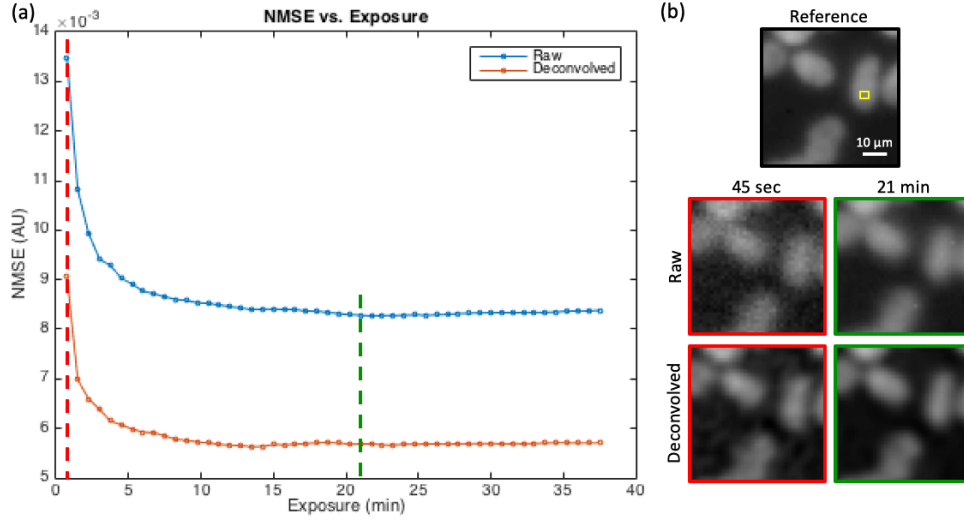 (a)
NMSE vs. Exposure
×10⁻³
14
13
12
11
10
9
8
7
6
5
0
5
10
15
20
25
30
35
40
NMSE (AU)
Exposure (min)
Raw
Deconvolved
(b)
Reference
10 µm
45 sec
21 min
Raw
Deconvolved